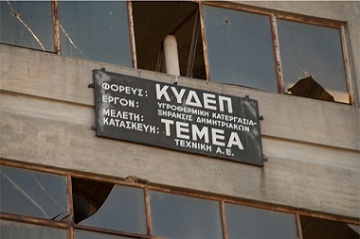 ΦΟΡΕΥΣ: ΚΥΔΕΠ
ΕΡΓΟΝ: ΥΓΡΟΘΕΡΜΙΚΗ ΚΑΤΕΡΓΑΣΙΑ-
ΞΗΡΑΝΣΙΣ ΔΗΜΗΤΡΙΑΚΩΝ
ΜΕΛΕΤΗ:
ΚΑΤΑΣΚΕΥΗ: ΤΕΜΕΑ
ΤΕΧΝΙΚΗ Α.Ε.